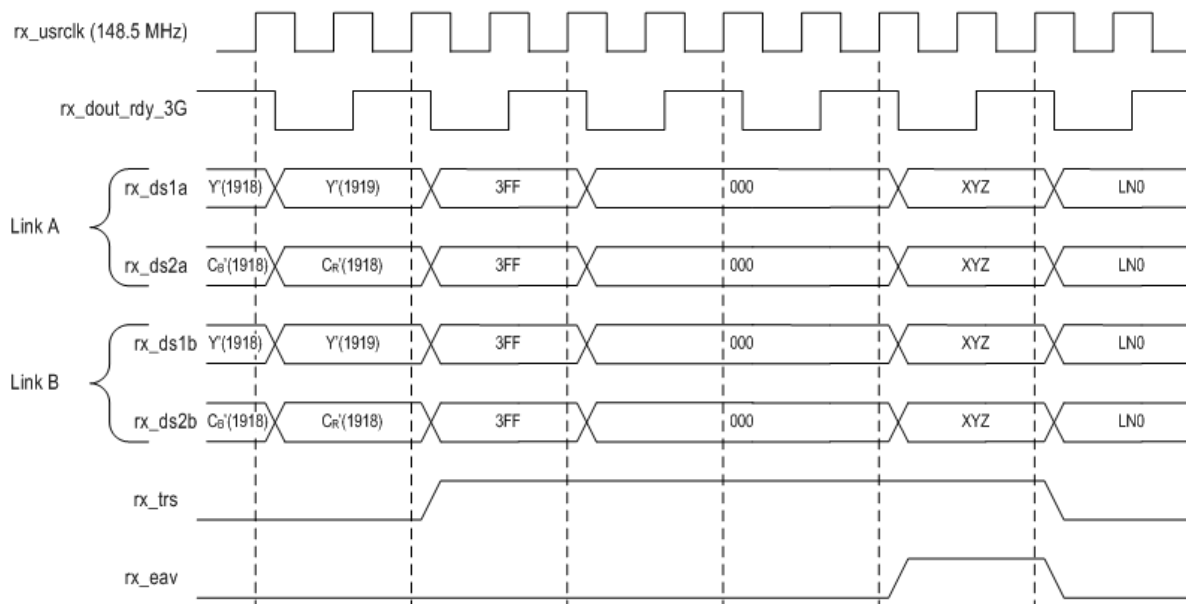 rx_usrclk (148.5 MHz)
rx_dout_rdy_3G
Link A
rx_ds1a Y'(1918) Y'(1919) 3FF 000 XYZ LN0
rx_ds2a CB'(1918) CR'(1918) 3FF 000 XYZ LN0
Link B
rx_ds1b Y'(1918) Y'(1919) 3FF 000 XYZ LN0
rx_ds2b CB'(1918) CR'(1918) 3FF 000 XYZ LN0
rx_trs
rx_eav